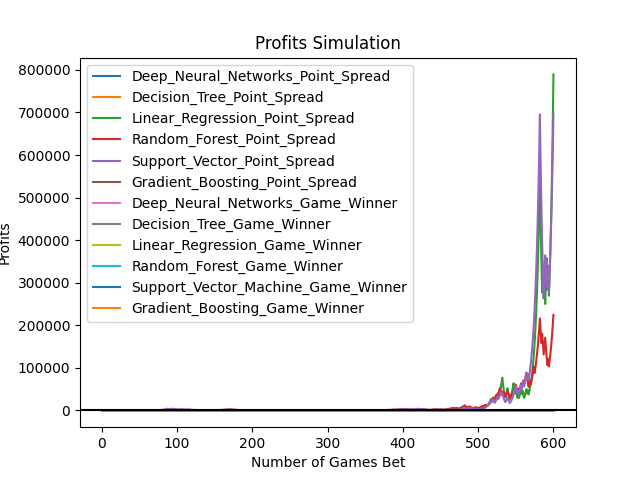 Profits Simulation
800000
700000
600000
500000
400000
300000
200000
100000
0
Profits
Deep_Neural_Networks_Point_Spread
Decision_Tree_Point_Spread
Linear_Regression_Point_Spread
Random_Forest_Point_Spread
Support_Vector_Point_Spread
Gradient_Boosting_Point_Spread
Deep_Neural_Networks_Game_Winner
Decision_Tree_Game_Winner
Linear_Regression_Game_Winner
Random_Forest_Game_Winner
Support_Vector_Machine_Game_Winner
Gradient_Boosting_Game_Winner
0 100 200 300 400 500 600
Number of Games Bet